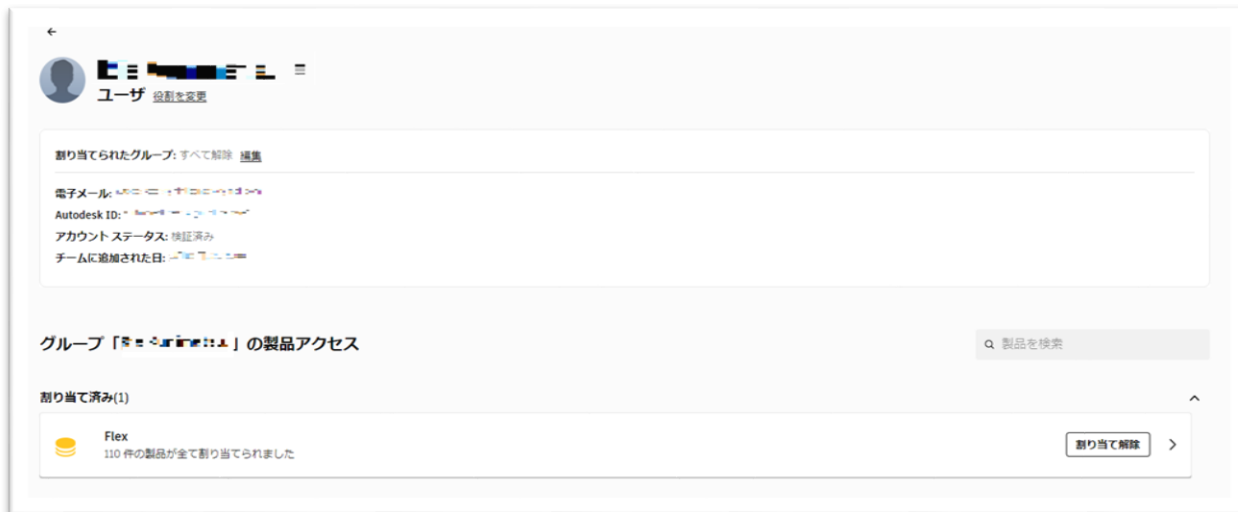 ユーザ 役割を変更
割り当てられたグループ: すべて解除 編集
電子メール:
Autodesk ID:
アカウント ステータス: 検証済み
チームに追加された日:
グループ「 」の製品アクセス
製品を検索
割り当て済み(1)
Flex
110 件の製品が全て割り当てられました
割り当て解除